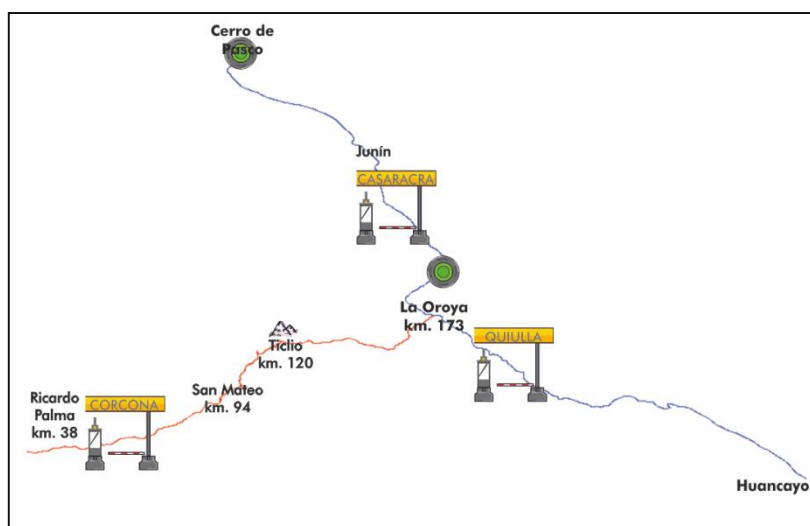 Cerro de
Pasco
Junín
CASARACRA
La Oroya
km. 173
QUIULLA
Ticlio
km. 120
San Mateo
km. 94
Ricardo
Palma
km. 38
CORCONA
Huancayo